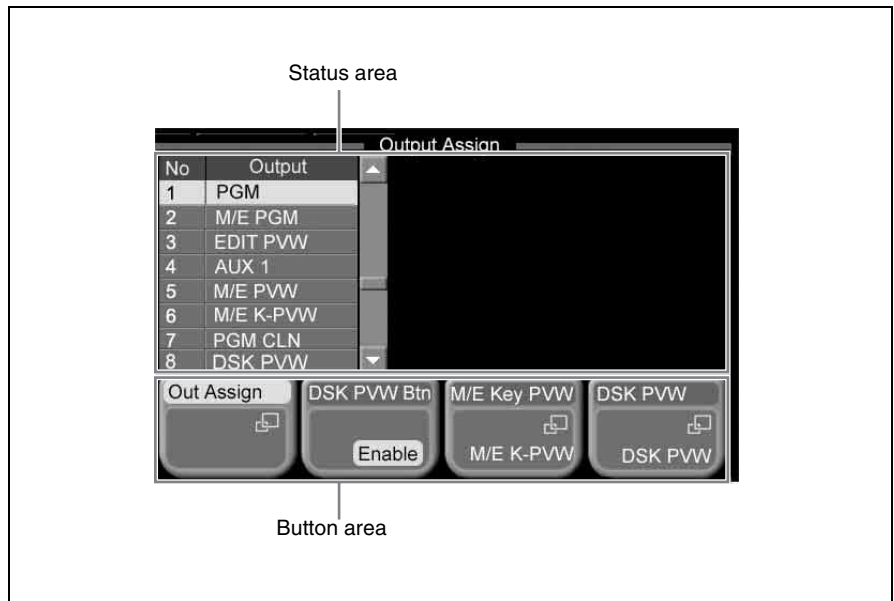 Status area
Output Assign
No Output
1 PGM
2 M/E PGM
3 EDIT PVW
4 AUX 1
5 M/E PVW
6 M/E K-PVW
7 PGM CLN
8 DSK PVW
Out Assign DSK PVW Btn M/E Key PVW DSK PVW
Enable M/E K-PVW DSK PVW
Button area